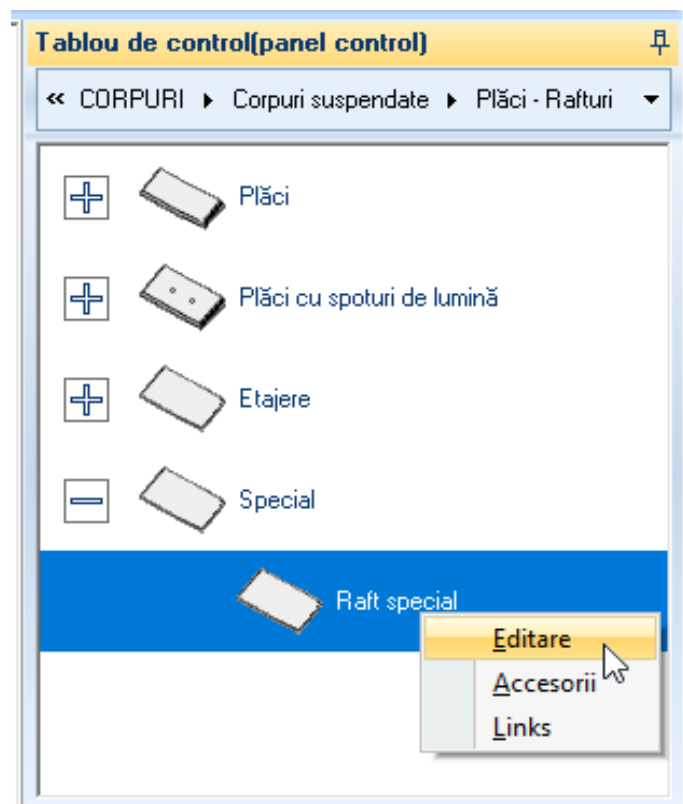 Tablou de control(panel control)
« CORPURI ▸ Corpuri suspendate ▸ Plăci - Rafturi
Plăci
Plăci cu spoturi de lumină
Etajere
Special
Raft special
Editare
Accesorii
Links